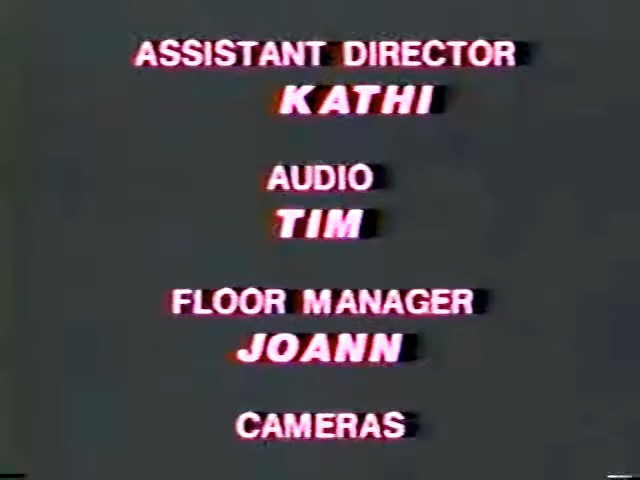 ASSISTANT DIRECTOR
KATHI
AUDIO
TIM
FLOOR MANAGER
JOANN
CAMERAS